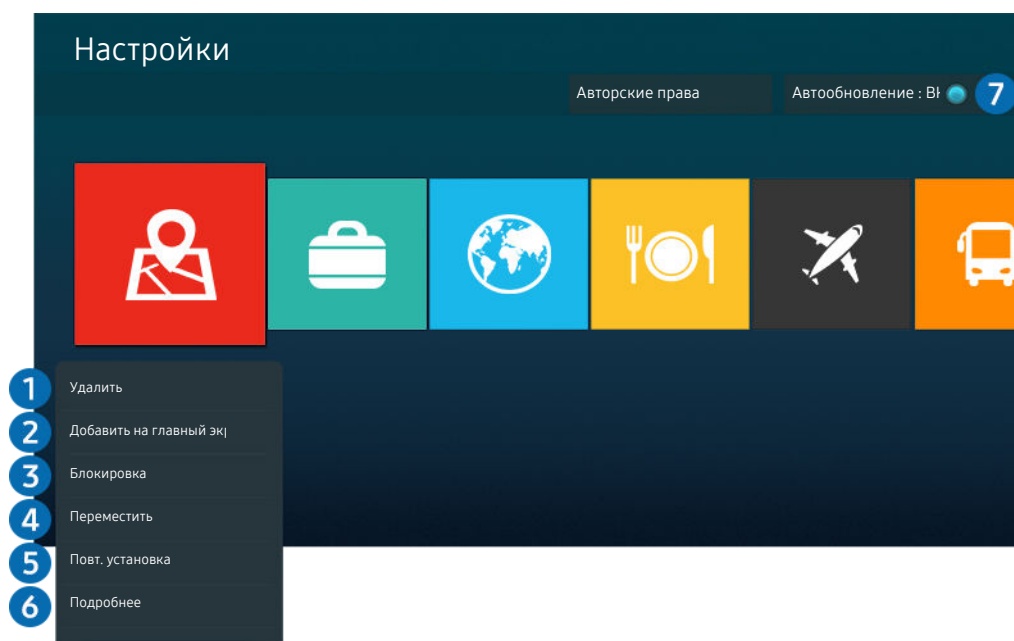 Настройки
Авторские права
Автообновление : Вк
7
1 Удалить
2 Добавить на главный эк
3 Блокировка
4 Переместить
5 Повт. установка
6 Подробнее